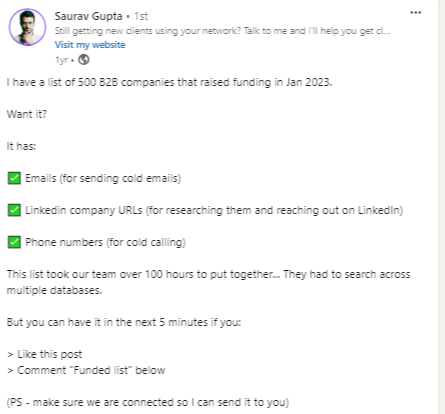 Saurav Gupta • 1st
Still getting new clients using your network? Talk to me and I'll help you get cl...
Visit my website
1yr •
I have a list of 500 B2B companies that raised funding in Jan 2023.
Want it?
It has:
✅ Emails (for sending cold emails)
✅ Linkedin company URLs (for researching them and reaching out on LinkedIn)
✅ Phone numbers (for cold calling)
This list took our team over 100 hours to put together... They had to search across
multiple databases.
But you can have it in the next 5 minutes if you:
> Like this post
> Comment "Funded list" below
(PS - make sure we are connected so I can send it to you)